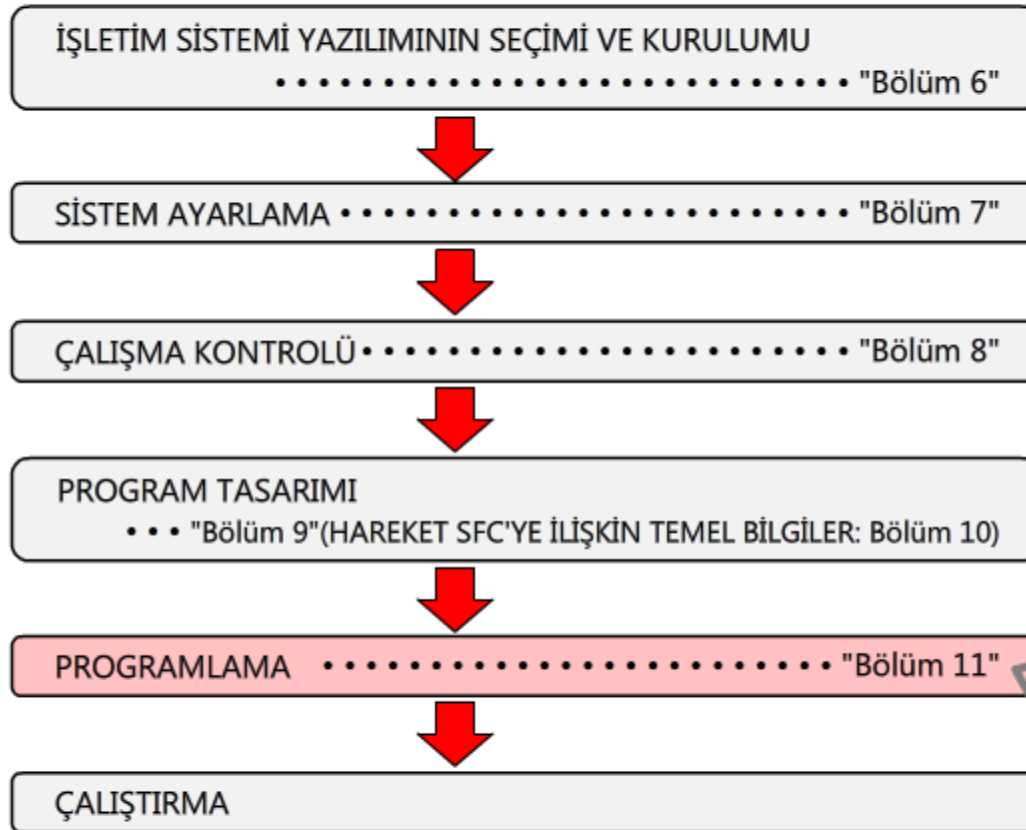 İŞLETİM SİSTEMİ YAZILIMININ SEÇİMİ VE KURULUMU
• • • • • • • • • • • • • • • • • • • • • • • • • • • "Bölüm 6"
SİSTEM AYARLAMA • • • • • • • • • • • • • • • • • • • • • • • • "Bölüm 7"
ÇALIŞMA KONTROLÜ • • • • • • • • • • • • • • • • • • • • • • • "Bölüm 8"
PROGRAM TASARIMI
• • • "Bölüm 9"(HAREKET SFC'YE İLİŞKİN TEMEL BİLGİLER: Bölüm 10)
PROGRAMLAMA • • • • • • • • • • • • • • • • • • • • • • • • "Bölüm 11"
ÇALIŞTIRMA